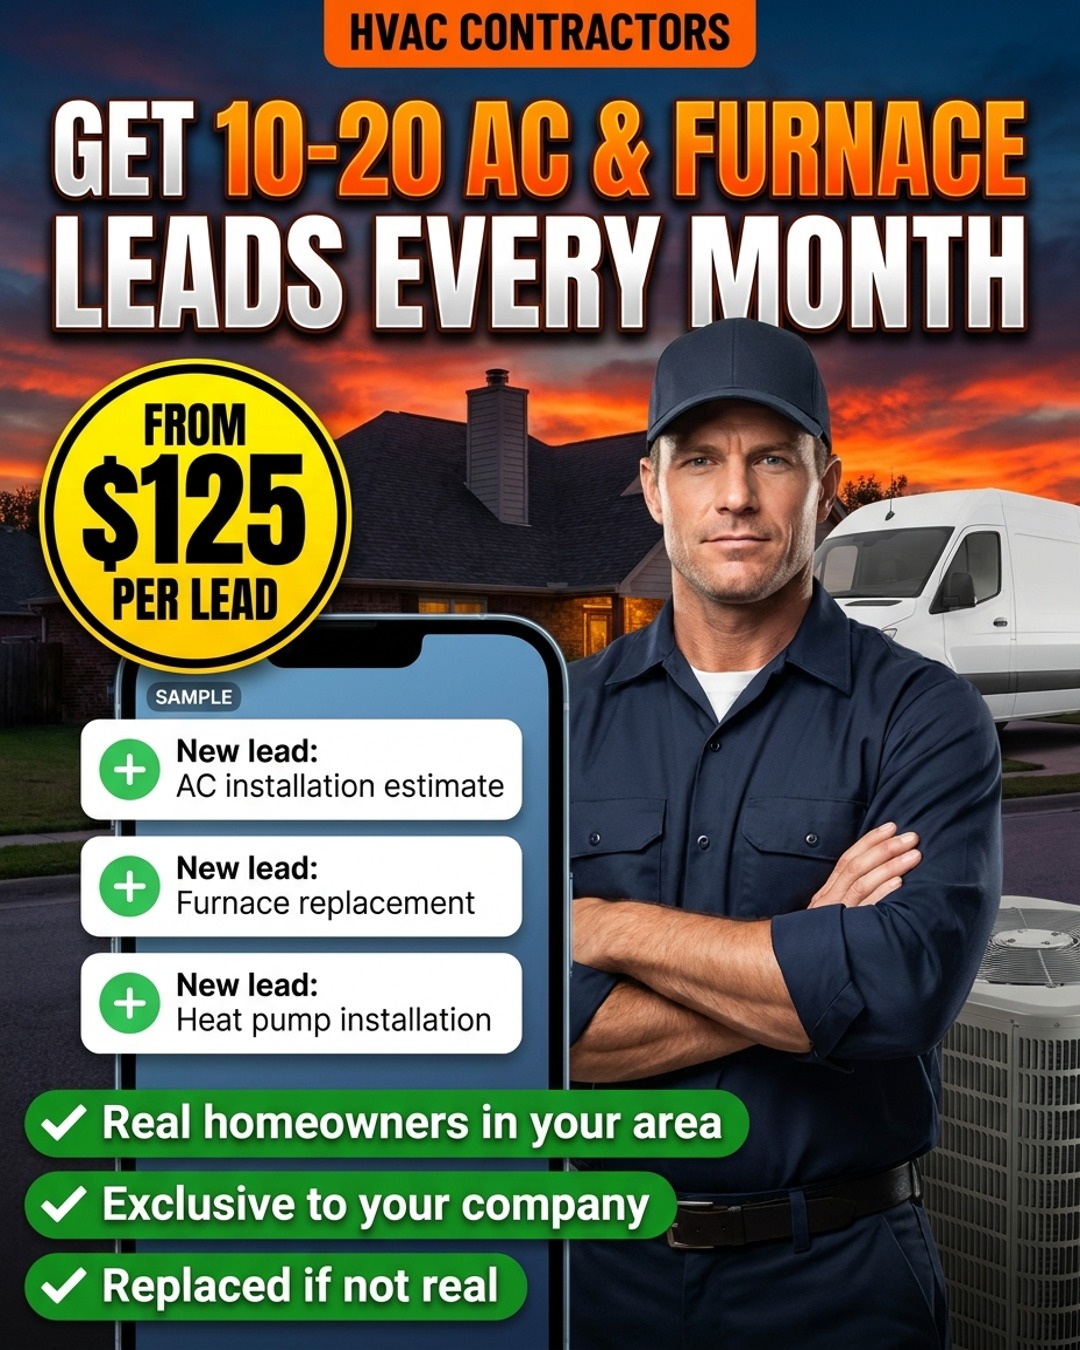 HVAC CONTRACTORS
GET 10-20 AC & FURNACE
LEADS EVERY MONTH
FROM
$125
PER LEAD
SAMPLE
New lead:
AC installation estimate
New lead:
Furnace replacement
New lead:
Heat pump installation
Real homeowners in your area
Exclusive to your company
Replaced if not real